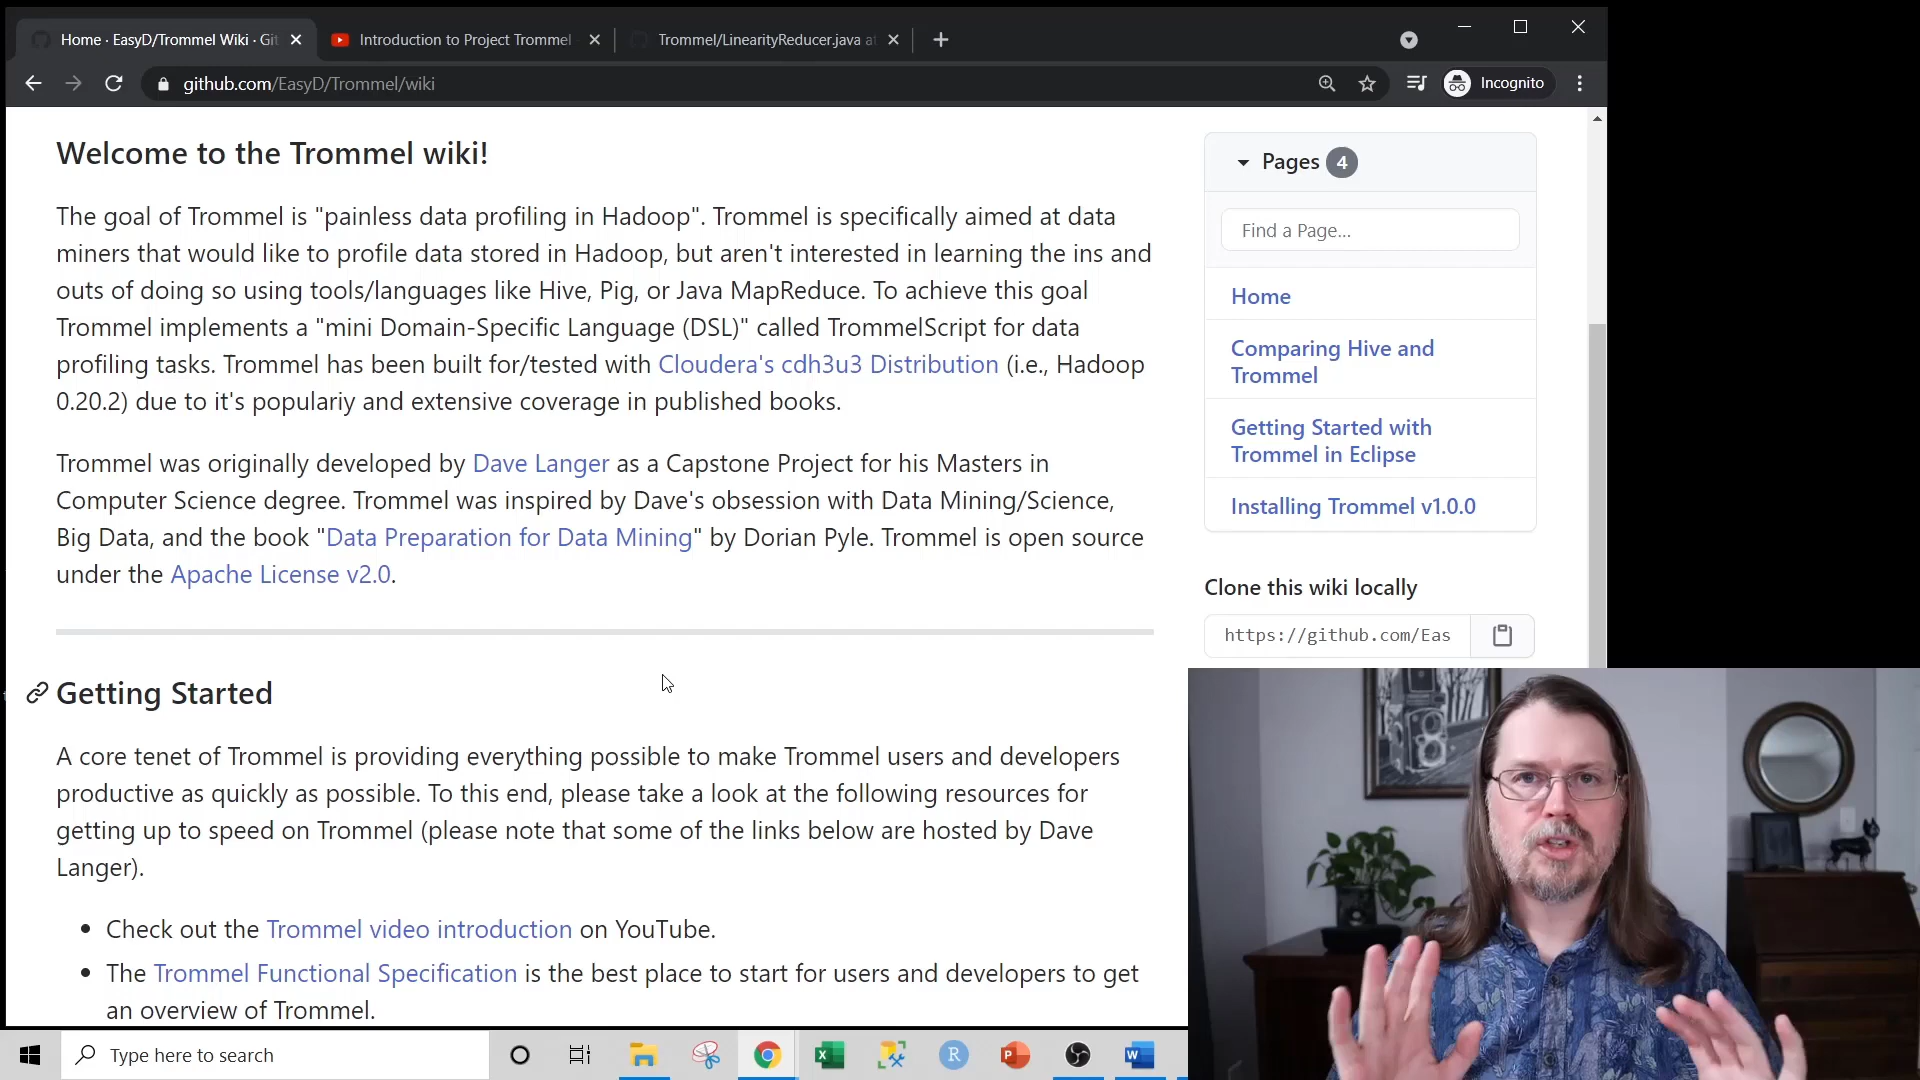 Home · EasyD/Trommel Wiki · Git
Introduction to Project Trommel
Trommel/LinearityReducer.java at
github.com/EasyD/Trommel/wiki
Incognito
Welcome to the Trommel wiki!
The goal of Trommel is "painless data profiling in Hadoop". Trommel is specifically aimed at data
miners that would like to profile data stored in Hadoop, but aren't interested in learning the ins and
outs of doing so using tools/languages like Hive, Pig, or Java MapReduce. To achieve this goal
Trommel implements a "mini Domain-Specific Language (DSL)" called TrommelScript for data
profiling tasks. Trommel has been built for/tested with Cloudera's cdh3u3 Distribution (i.e., Hadoop
0.20.2) due to it's populariy and extensive coverage in published books.
Trommel was originally developed by Dave Langer as a Capstone Project for his Masters in
Computer Science degree. Trommel was inspired by Dave's obsession with Data Mining/Science,
Big Data, and the book "Data Preparation for Data Mining" by Dorian Pyle. Trommel is open source
under the Apache License v2.0.
Getting Started
A core tenet of Trommel is providing everything possible to make Trommel users and developers
productive as quickly as possible. To this end, please take a look at the following resources for
getting up to speed on Trommel (please note that some of the links below are hosted by Dave
Langer).
• Check out the Trommel video introduction on YouTube.
• The Trommel Functional Specification is the best place to start for users and developers to get
an overview of Trommel.
Pages 4
Find a Page...
Home
Comparing Hive and
Trommel
Getting Started with
Trommel in Eclipse
Installing Trommel v1.0.0
Clone this wiki locally
https://github.com/Eas
Type here to search
X
R
P
W